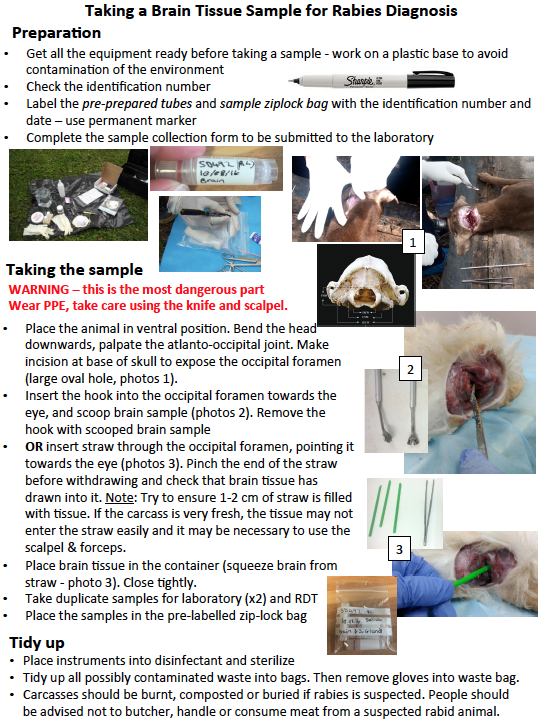 Taking a Brain Tissue Sample for Rabies Diagnosis
Preparation
• Get all the equipment ready before taking a sample - work on a plastic base to avoid
contamination of the environment
• Check the identification number
• Label the pre-prepared tubes and sample ziplock bag with the identification number and
date – use permanent marker
• Complete the sample collection form to be submitted to the laboratory
Sharpie
SD492 (BL)
10/08/16
Brain
1
Taking the sample
WARNING – this is the most dangerous part
Wear PPE, take care using the knife and scalpel.
• Place the animal in ventral position. Bend the head
downwards, palpate the atlanto-occipital joint. Make
incision at base of skull to expose the occipital foramen
(large oval hole, photos 1).
• Insert the hook into the occipital foramen towards the
eye, and scoop brain sample (photos 2). Remove the
hook with scooped brain sample
2
• OR insert straw through the occipital foramen, pointing it
towards the eye (photos 3). Pinch the end of the straw
before withdrawing and check that brain tissue has
drawn into it. Note: Try to ensure 1-2 cm of straw is filled
with tissue. If the carcass is very fresh, the tissue may not
enter the straw easily and it may be necessary to use the
scalpel & forceps.
3
• Place brain tissue in the container (squeeze brain from
straw - photo 3). Close tightly.
• Take duplicate samples for laboratory (x2) and RDT
• Place the samples in the pre-labelled zip-lock bag
Tidy up
• Place instruments into disinfectant and sterilize
• Tidy up all possibly contaminated waste into bags. Then remove gloves into waste bag.
• Carcasses should be burnt, composted or buried if rabies is suspected. People should
be advised not to butcher, handle or consume meat from a suspected rabid animal.